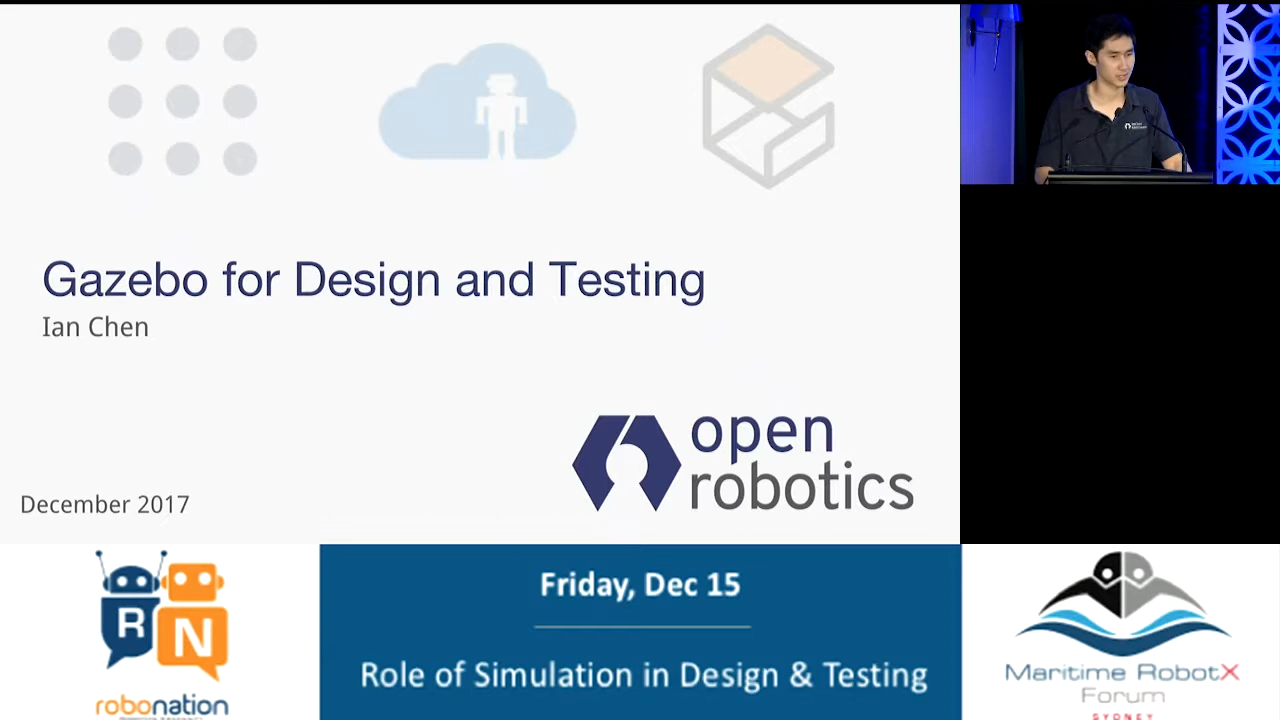 Gazebo for Design and Testing
Ian Chen
open
robotics
December 2017
R
N
robonation
Friday, Dec 15
Role of Simulation in Design & Testing
Maritime RobotX
Forum
SYDNEY